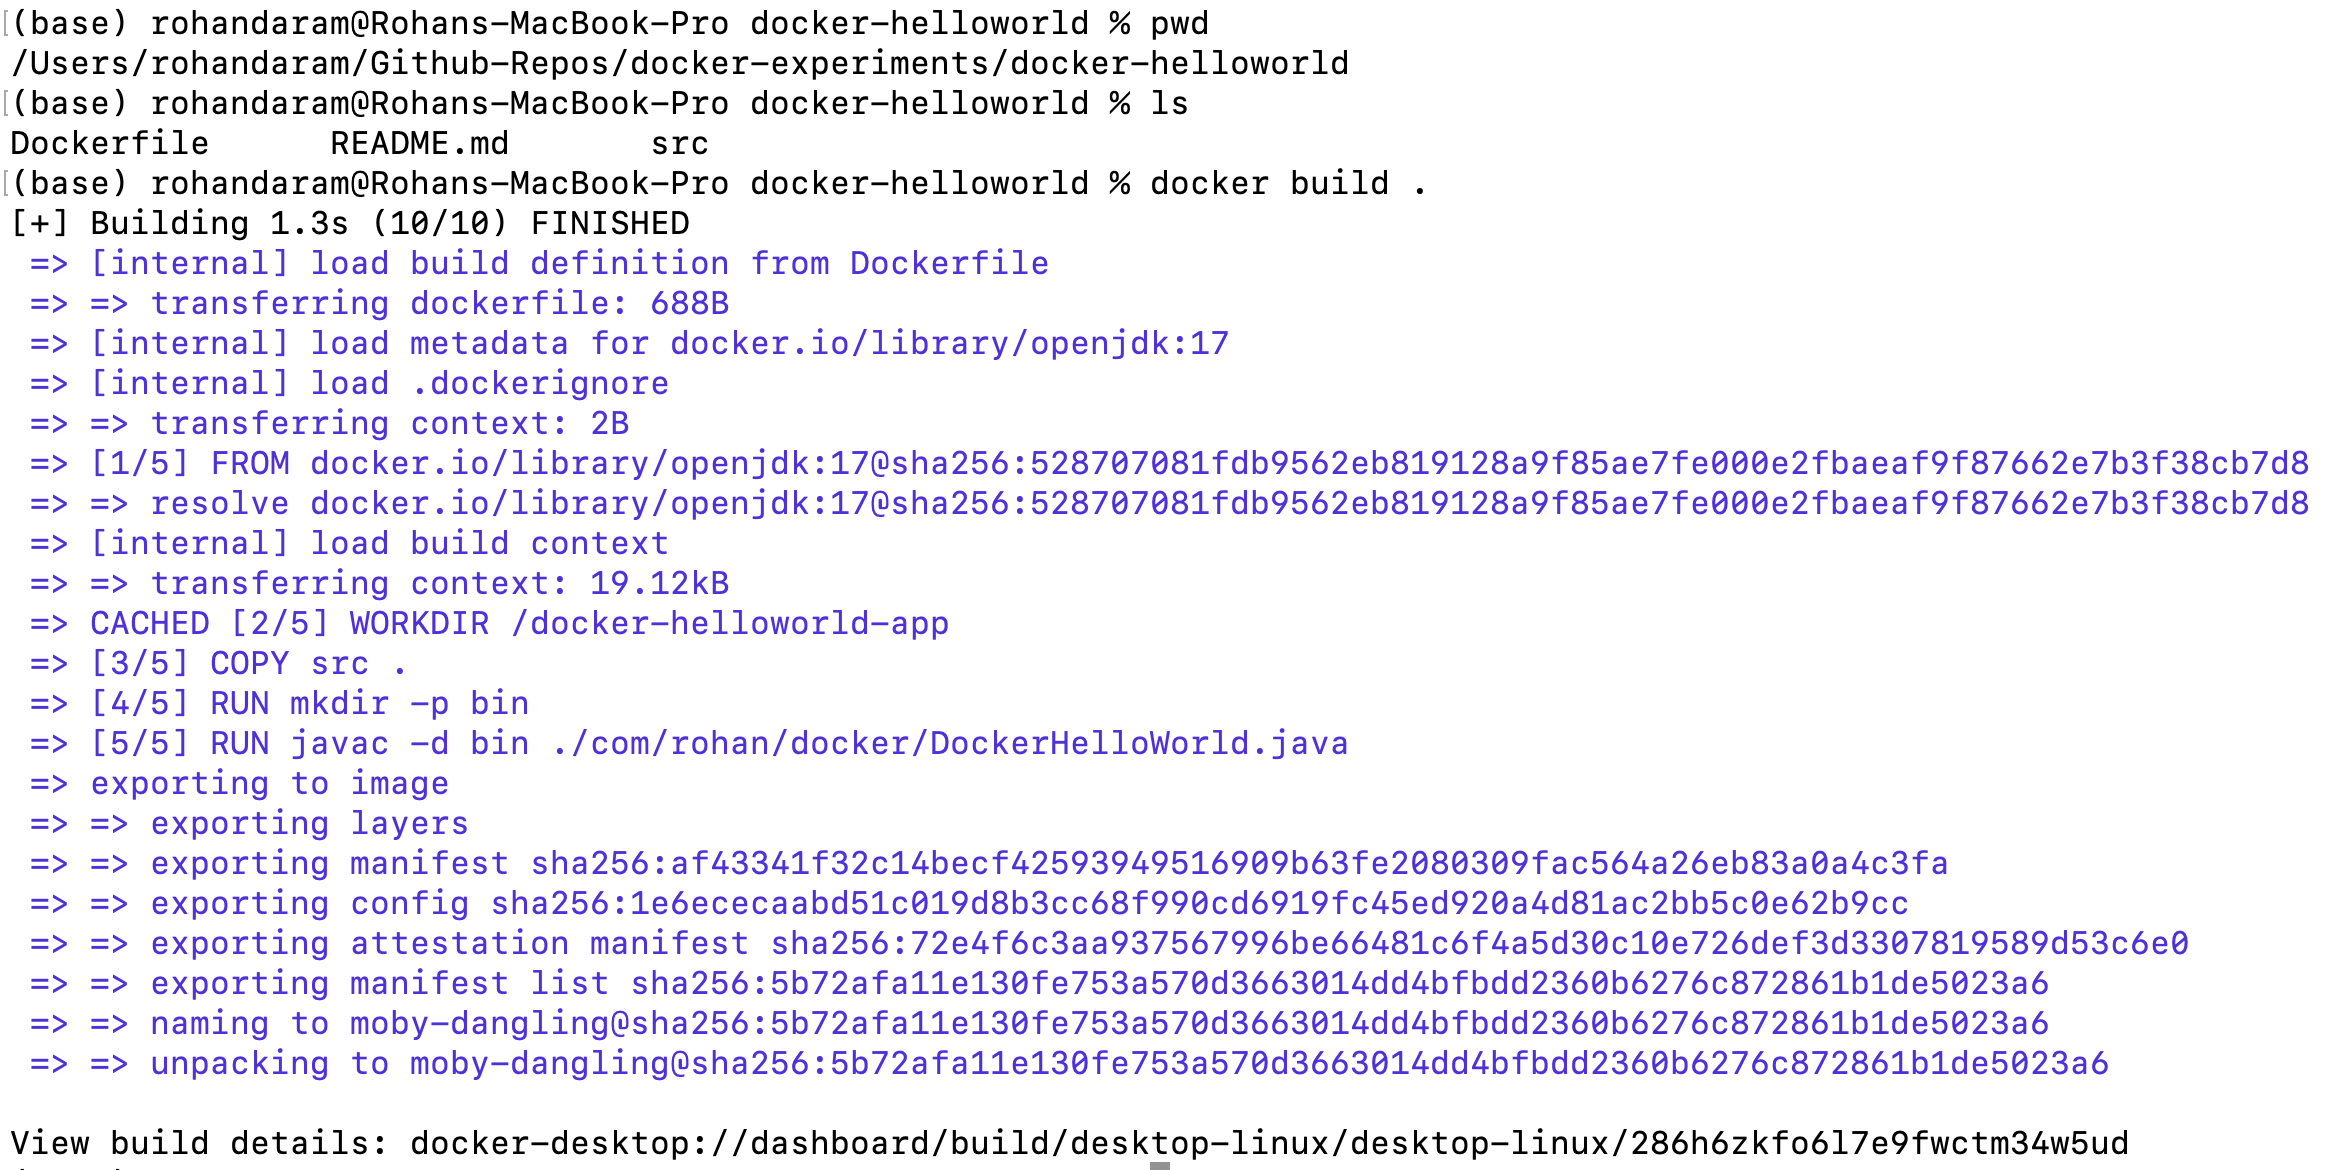 (base) rohandaram@Rohans-MacBook-Pro docker-helloworld % pwd
/Users/rohandaram/Github-Repos/docker-experiments/docker-helloworld
(base) rohandaram@Rohans-MacBook-Pro docker-helloworld % ls
Dockerfile      README.md       src
(base) rohandaram@Rohans-MacBook-Pro docker-helloworld % docker build .
[+] Building 1.3s (10/10) FINISHED
 => [internal] load build definition from Dockerfile
 => => transferring dockerfile: 688B
 => [internal] load metadata for docker.io/library/openjdk:17
 => [internal] load .dockerignore
 => => transferring context: 2B
 => [1/5] FROM docker.io/library/openjdk:17@sha256:528707081fdb9562eb819128a9f85ae7fe000e2fbaeaf9f87662e7b3f38cb7d8
 => => resolve docker.io/library/openjdk:17@sha256:528707081fdb9562eb819128a9f85ae7fe000e2fbaeaf9f87662e7b3f38cb7d8
 => [internal] load build context
 => => transferring context: 19.12kB
 => CACHED [2/5] WORKDIR /docker-helloworld-app
 => [3/5] COPY src .
 => [4/5] RUN mkdir -p bin
 => [5/5] RUN javac -d bin ./com/rohan/docker/DockerHelloWorld.java
 => exporting to image
 => => exporting layers
 => => exporting manifest sha256:af43341f32c14becf42593949516909b63fe2080309fac564a26eb83a0a4c3fa
 => => exporting config sha256:1e6ececaabd51c019d8b3cc68f990cd6919fc45ed920a4d81ac2bb5c0e62b9cc
 => => exporting attestation manifest sha256:72e4f6c3aa937567996be66481c6f4a5d30c10e726def3d3307819589d53c6e0
 => => exporting manifest list sha256:5b72afa11e130fe753a570d3663014dd4bfbdd2360b6276c872861b1de5023a6
 => => naming to moby-dangling@sha256:5b72afa11e130fe753a570d3663014dd4bfbdd2360b6276c872861b1de5023a6
 => => unpacking to moby-dangling@sha256:5b72afa11e130fe753a570d3663014dd4bfbdd2360b6276c872861b1de5023a6
View build details: docker-desktop://dashboard/build/desktop-linux/desktop-linux/286h6zkfo6l7e9fwctm34w5ud